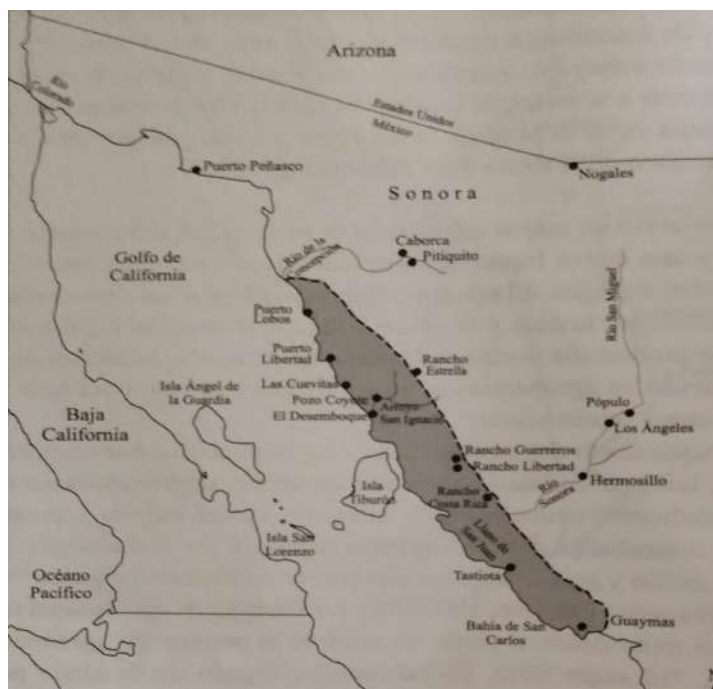 Arizona
Río
Colorado
Estados Unidos
México
Puerto Peñasco
Nogales
Sonora
Golfo de
California
Río de la
Concepción
Caborca
Pitiquito
Río San Miguel
Puerto
Lobos
Puerto
Libertad
Rancho
Estrella
Isla Ángel de
la Guardia
Las Cuevitas
Pozo Coyote
El Desemboque
Arroyo
San Ignacio
Baja
California
Pópulo
Los Ángeles
Rancho Guerreros
Rancho Libertad
Hermosillo
Isla
Tiburón
Rancho
Costa Rica
Río
Sonora
Isla San
Lorenzo
Llano de
San Juan
Océano
Pacífico
Tastiota
Bahía de San
Carlos
Guaymas